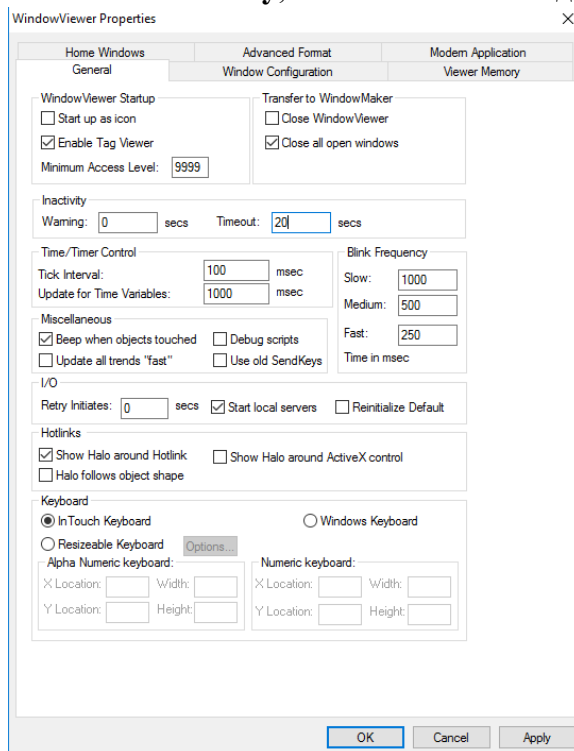 WindowViewer Properties
Home Windows Advanced Format Modern Application
General Window Configuration Viewer Memory
WindowViewer Startup Transfer to WindowMaker
Start up as icon Close WindowViewer
Enable Tag Viewer Close all open windows
Minimum Access Level: 9999
Inactivity
Warning: 0 secs Timeout: 20 secs
Time/Timer Control Blink Frequency
Tick Interval: 100 msec Slow: 1000
Update for Time Variables: 1000 msec Medium: 500
Miscellaneous
Beep when objects touched Debug scripts Fast: 250
Update all trends "fast" Use old SendKeys Time in msec
I/O
Retry Initiates: 0 secs Start local servers Reinitialize Default
Hotlinks
Show Halo around Hotlink Show Halo around ActiveX control
Halo follows object shape
Keyboard
InTouch Keyboard Windows Keyboard
Resizeable Keyboard Options...
Alpha Numeric keyboard: Numeric keyboard:
X Location: Width: X Location: Width:
Y Location: Height: Y Location: Height:
OK Cancel Apply